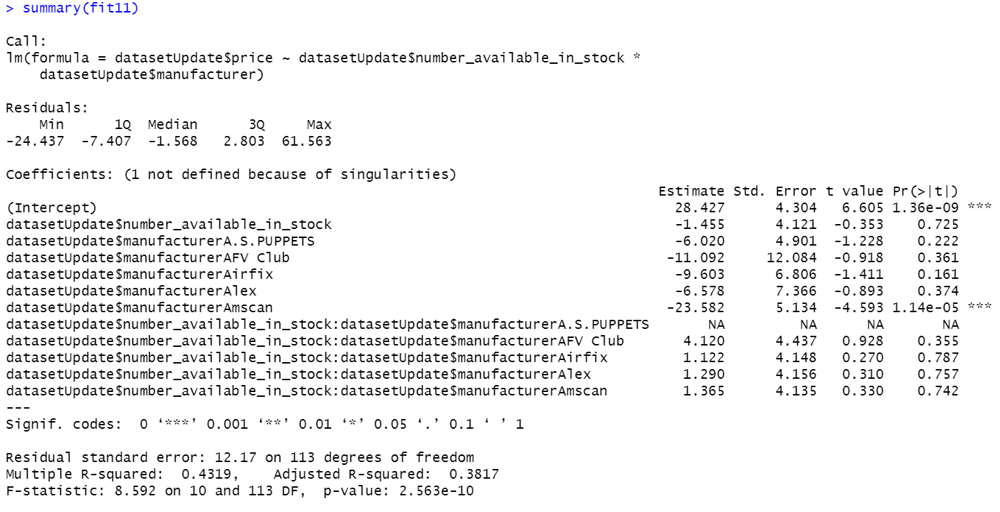 > summary(fit11)
Call:
lm(formula = datasetUpdate$price ~ datasetUpdate$number_available_in_stock *
    datasetUpdate$manufacturer)
Residuals:
    Min      1Q  Median      3Q     Max
-24.437  -7.407  -1.568   2.803  61.563
Coefficients: (1 not defined because of singularities)
Estimate Std. Error t value Pr(>|t|)
(Intercept) 28.427 4.304 6.605 1.36e-09 ***
datasetUpdate$number_available_in_stock -1.455 4.121 -0.353 0.725
datasetUpdate$manufacturerA.S.PUPPETS -6.020 4.901 -1.228 0.222
datasetUpdate$manufacturerAFV Club -11.092 12.084 -0.918 0.361
datasetUpdate$manufacturerAirfix -9.603 6.806 -1.411 0.161
datasetUpdate$manufacturerAlex -6.578 7.366 -0.893 0.374
datasetUpdate$manufacturerAmscan -23.582 5.134 -4.593 1.14e-05 ***
datasetUpdate$number_available_in_stock:datasetUpdate$manufacturerA.S.PUPPETS NA NA NA NA
datasetUpdate$number_available_in_stock:datasetUpdate$manufacturerAFV Club 4.120 4.437 0.928 0.355
datasetUpdate$number_available_in_stock:datasetUpdate$manufacturerAirfix 1.122 4.148 0.270 0.787
datasetUpdate$number_available_in_stock:datasetUpdate$manufacturerAlex 1.290 4.156 0.310 0.757
datasetUpdate$number_available_in_stock:datasetUpdate$manufacturerAmscan 1.365 4.135 0.330 0.742
---
Signif. codes:  0 ‘***’ 0.001 ‘**’ 0.01 ‘*’ 0.05 ‘.’ 0.1 ‘ ’ 1
Residual standard error: 12.17 on 113 degrees of freedom
Multiple R-squared:  0.4319,    Adjusted R-squared:  0.3817
F-statistic: 8.592 on 10 and 113 DF,  p-value: 2.563e-10